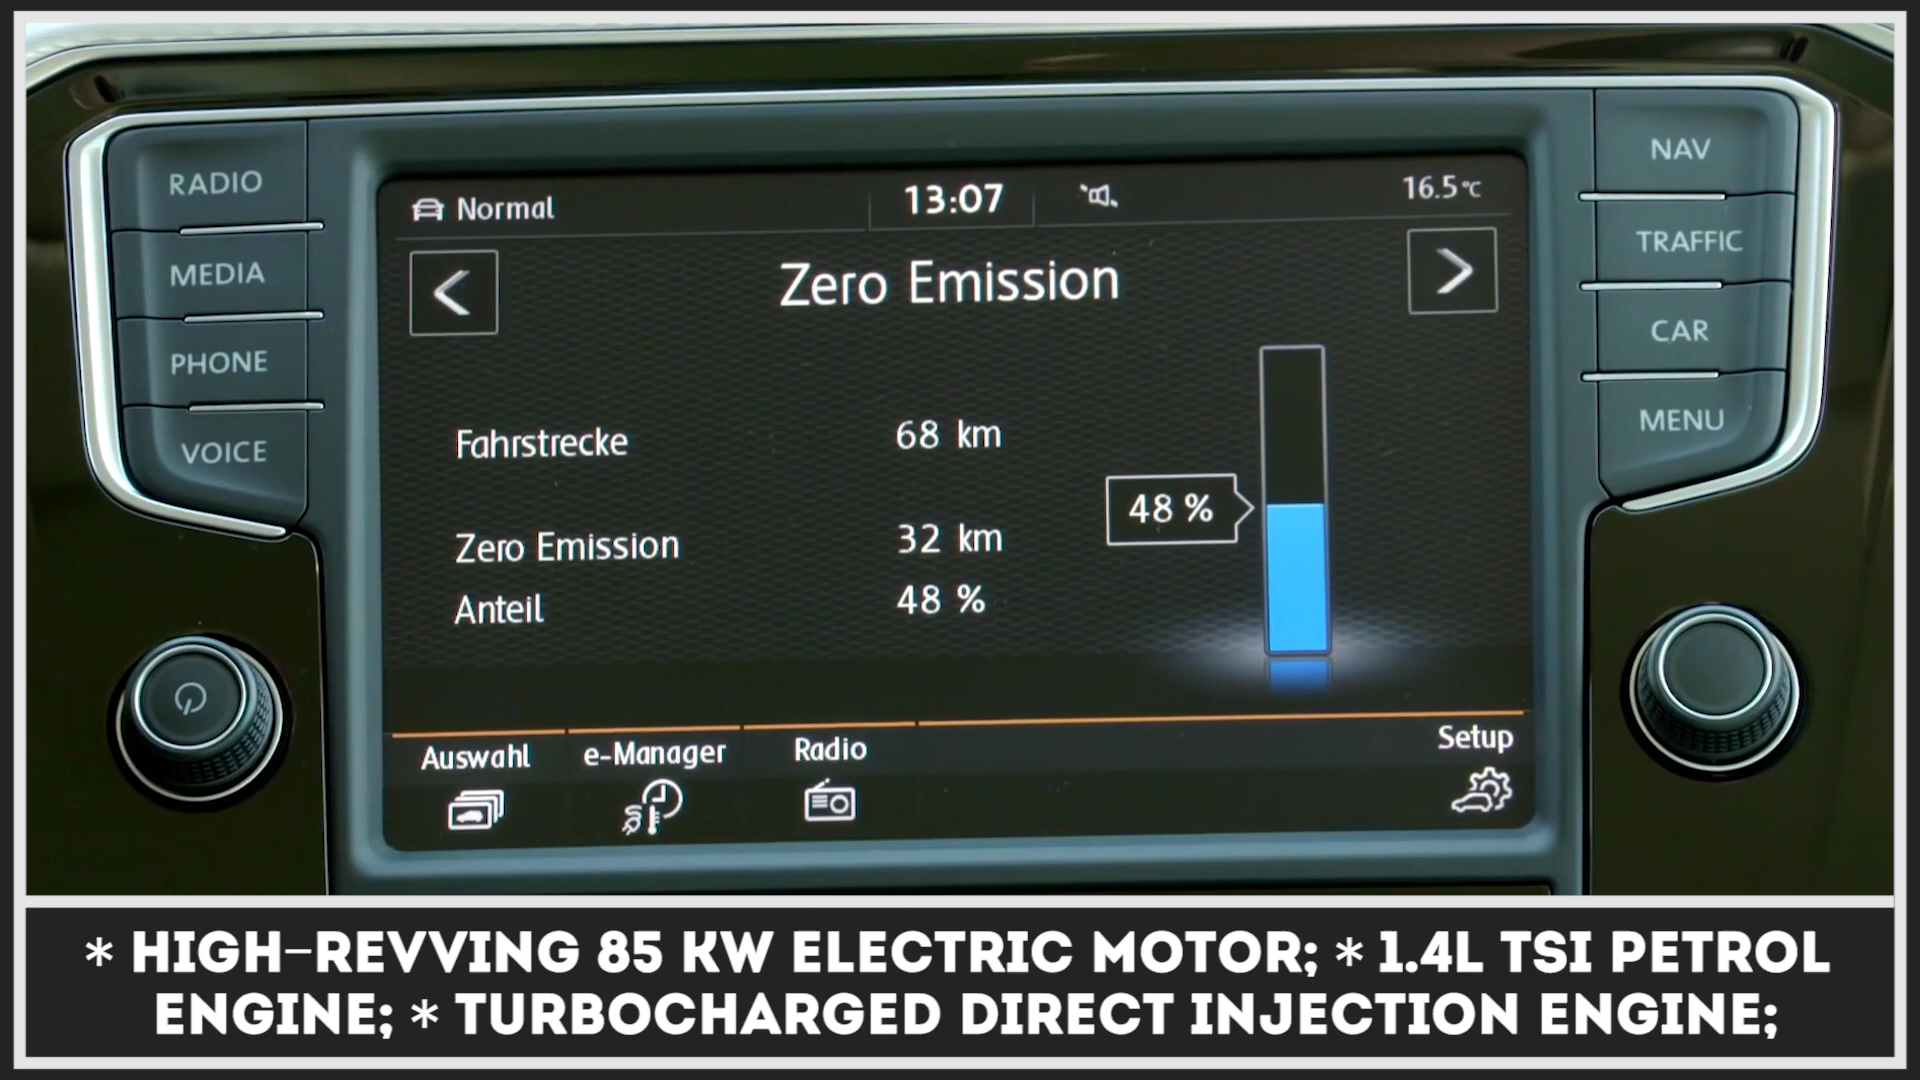 RADIO
MEDIA
PHONE
VOICE
Normal
13:07
16.5°C
Zero Emission
Fahrstrecke 68 km
Zero Emission 32 km
Anteil 48 %
48 %
Auswahl
e-Manager
Radio
Setup
NAV
TRAFFIC
CAR
MENU
* HIGH-REVVING 85 KW ELECTRIC MOTOR; * 1.4L TSI PETROL
ENGINE; * TURBOCHARGED DIRECT INJECTION ENGINE;